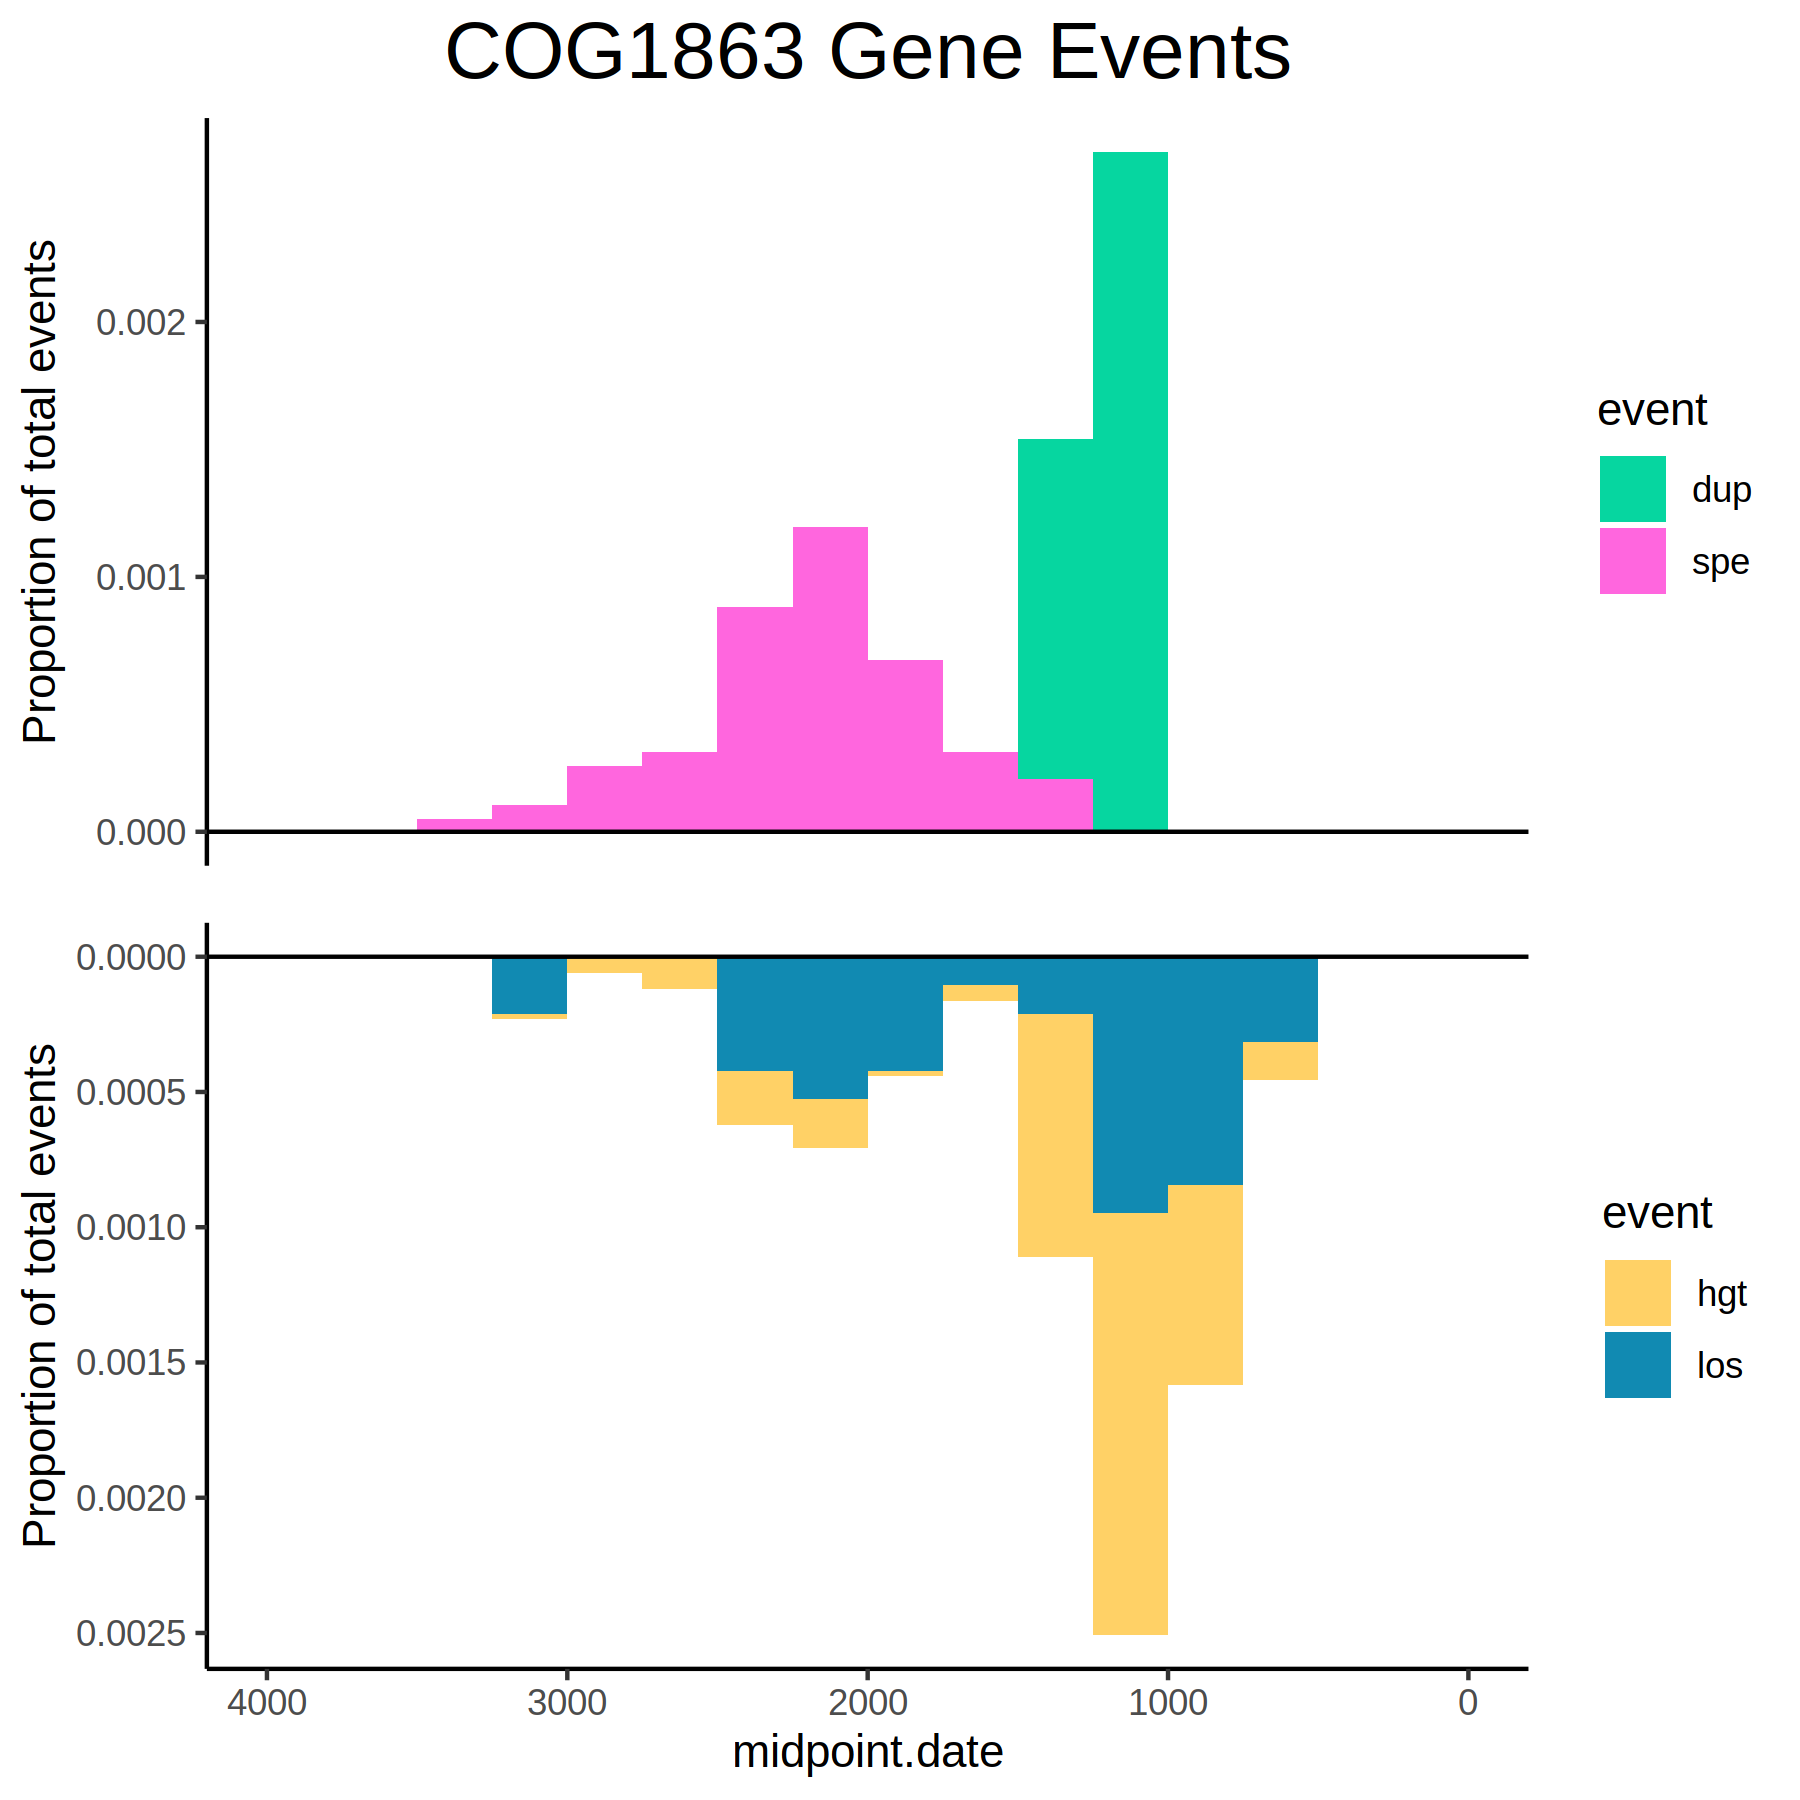 COG1863 Gene Events
Proportion of total events
0.002
0.001
0.000
event
dup
spe
Proportion of total events
0.0000
0.0005
0.0010
0.0015
0.0020
0.0025
event
hgt
los
4000 3000 2000 1000 0
midpoint.date